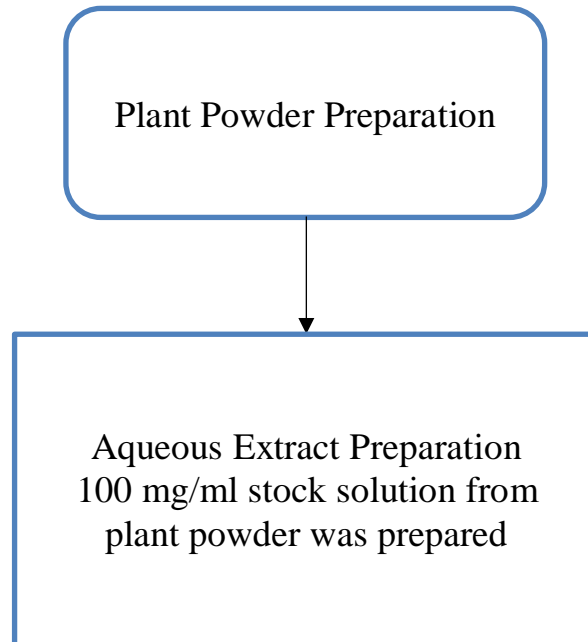 Plant Powder Preparation
Aqueous Extract Preparation
100 mg/ml stock solution from
plant powder was prepared